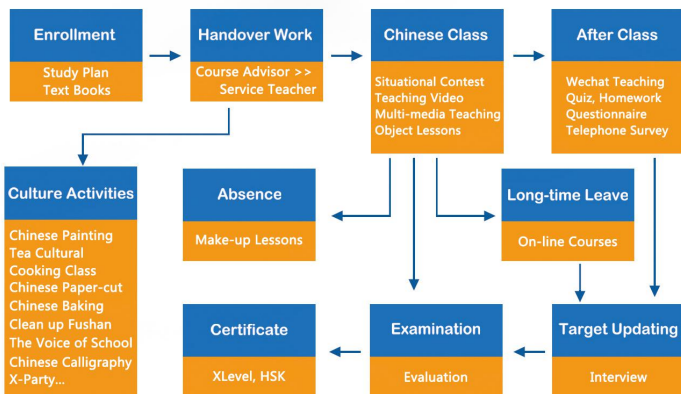 Enrollment
Study Plan
Text Books
Handover Work
Course Advisor >>
Service Teacher
Chinese Class
Situational Contest
Teaching Video
Multi-media Teaching
Object Lessons
After Class
Wechat Teaching
Quiz, Homework
Questionnaire
Telephone Survey
Culture Activities
Chinese Painting
Tea Cultural
Cooking Class
Chinese Paper-cut
Chinese Baking
Clean up Fushan
The Voice of School
Chinese Calligraphy
X-Party...
Absence
Make-up Lessons
Long-time Leave
On-line Courses
Certificate
XLevel, HSK
Examination
Evaluation
Target Updating
Interview